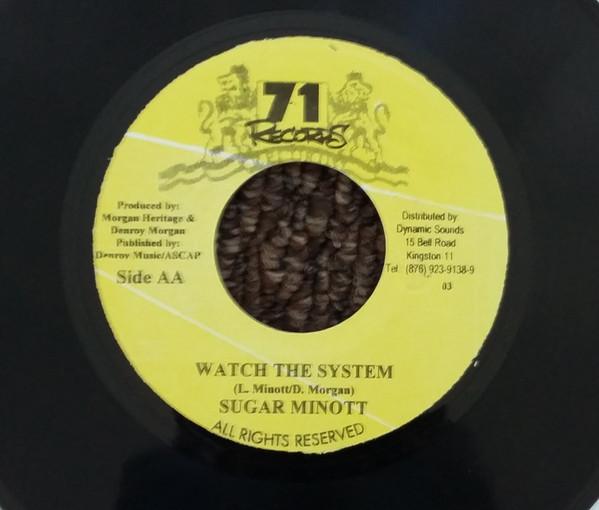 71
RECORDS
Produced by:
Morgan Heritage &
Denroy Morgan
Published by:
Denroy Music/ASCAP
Side AA
Distributed by
Dynamic Sounds
15 Bell Road
Kingston 11
Tel: (876) 923-9138-9
03
WATCH THE SYSTEM
(L. Minott/D. Morgan)
SUGAR MINOTT
ALL RIGHTS RESERVED